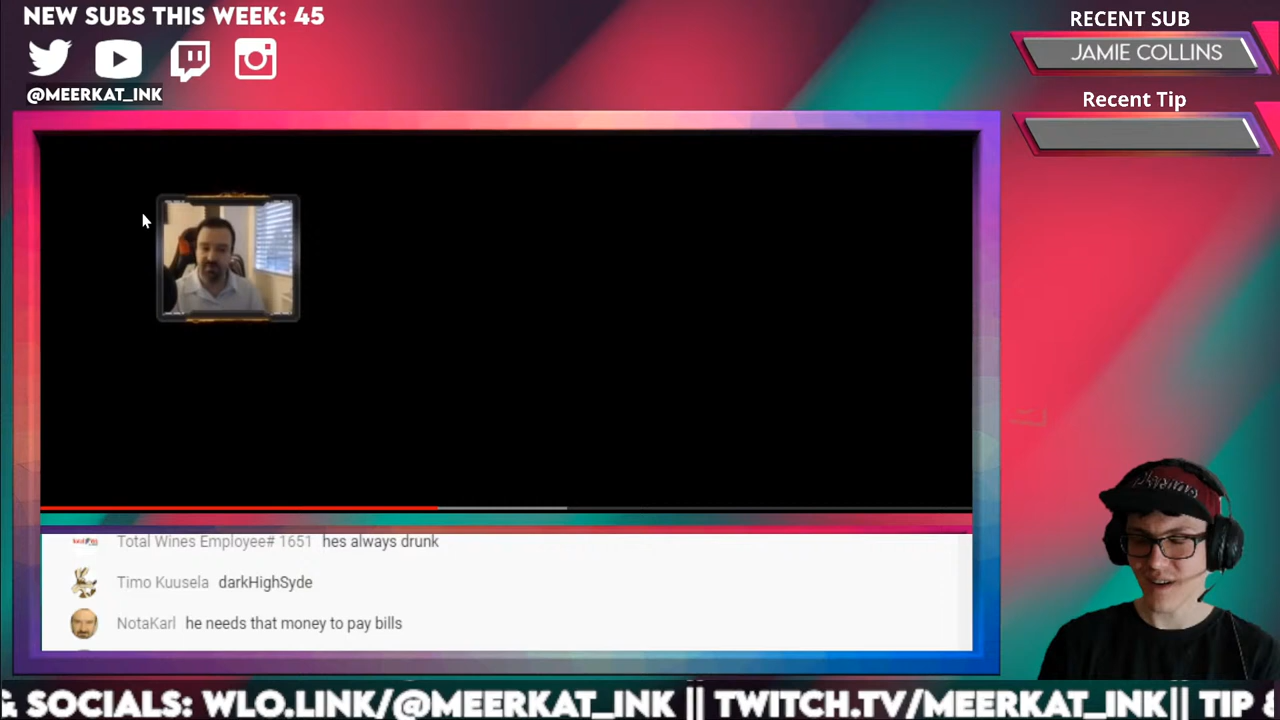 NEW SUBS THIS WEEK: 45
@MEERKAT_INK
RECENT SUB
JAMIE COLLINS
Recent Tip
Total Wines Employee# 1651 hes always drunk
Timo Kuusela darkHighSyde
NotaKarl he needs that money to pay bills
& SOCIALS: WLO.LINK/@MEERKAT_INK || TWITCH.TV/MEERKAT_INK|| TIP &